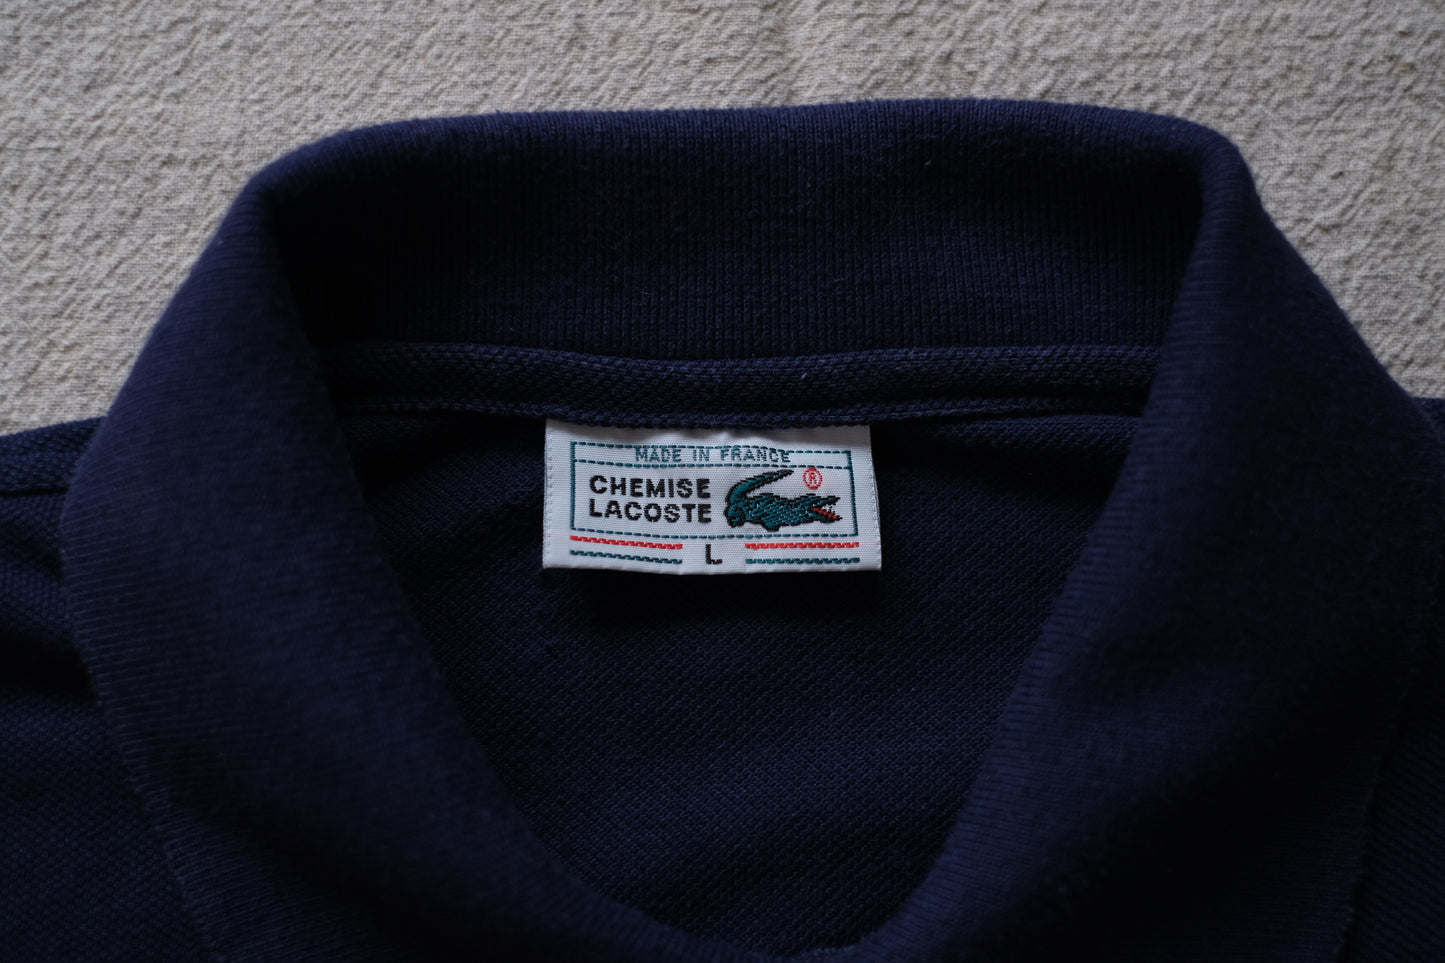 MADE IN FRANCE
CHEMISE ®
LACOSTE
L